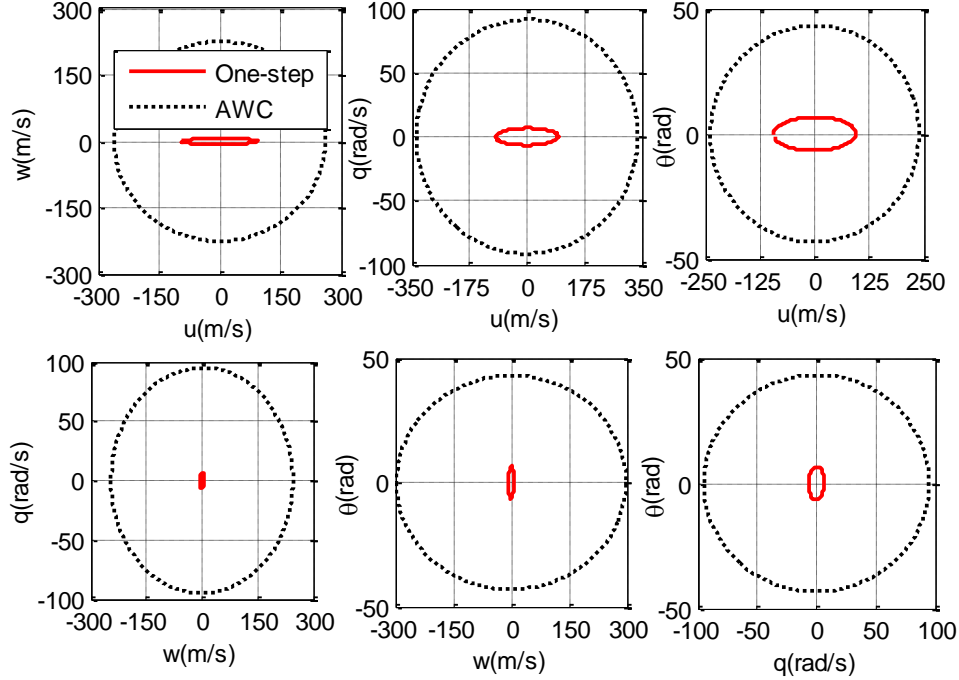 300
150
0
-150
-300
w(m/s)
-300 -150 0 150 300
u(m/s)
One-step
AWC
100
50
0
-50
-100
q(rad/s)
-350 -175 0 175 350
u(m/s)
50
0
-50
θ(rad)
-250 -125 0 125 250
u(m/s)
100
50
0
-50
-100
q(rad/s)
-300 -150 0 150 300
w(m/s)
50
0
-50
θ(rad)
-300 -150 0 150 300
w(m/s)
50
0
-50
θ(rad)
-100 -50 0 50 100
q(rad/s)